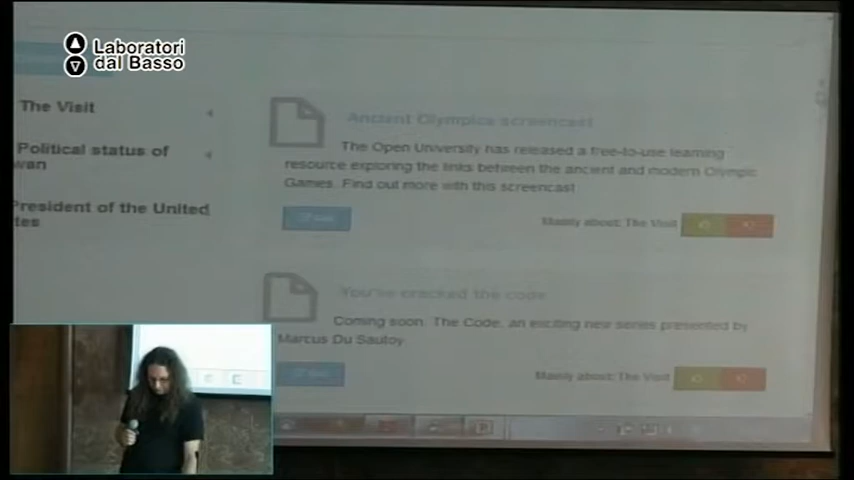 Laboratori
dal Basso
The Visit
Political status of
wan
President of the United
tes
Ancient Olympics screencast
The Open University has released a free-to-use learning
resource exploring the links between the ancient and modern Olympic
Games. Find out more with this screencast
Mainly about: The Visit
You've cracked the code
Coming soon: The Code, an exciting new series presented by
Marcus Du Sautoy
Mainly about: The Visit